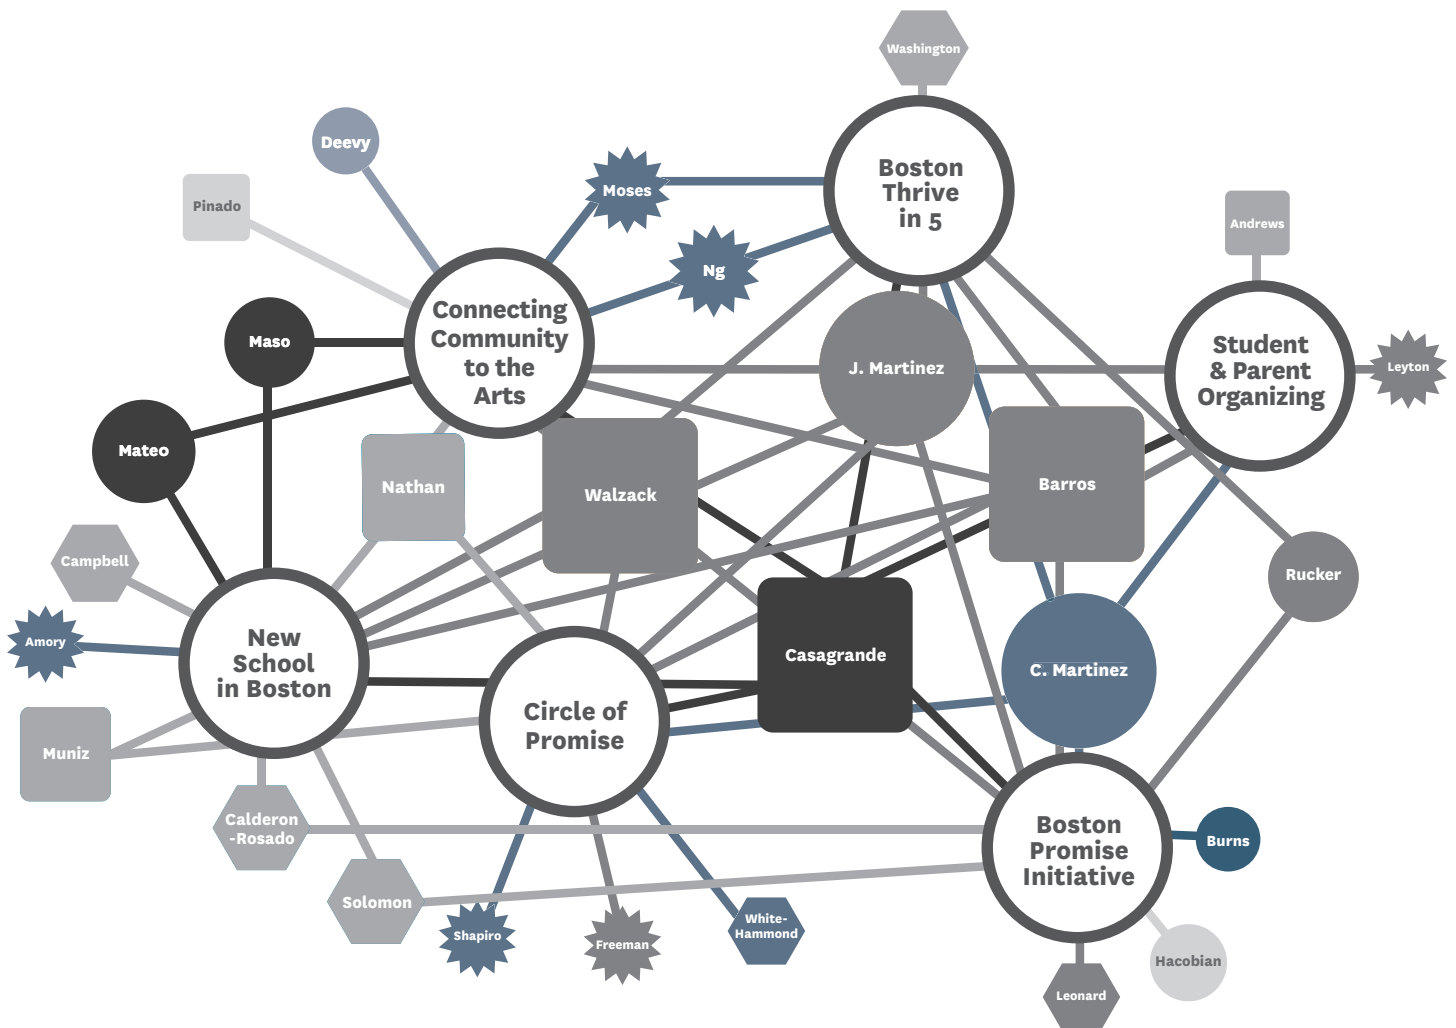 Washington
Deevy
Boston
Thrive
in 5
Moses
Pinado
Andrews
Ng
Connecting
Community
to the
Arts
Maso
J. Martinez
Student
& Parent
Organizing
Leyton
Mateo
Nathan
Walzack
Barros
Campbell
Rucker
Amory
New
School
in Boston
Casagrande
C. Martinez
Circle of
Promise
Muniz
Calderon
-Rosado
Boston
Promise
Initiative
Burns
Solomon
Shapiro
Freeman
White-
Hammond
Hacobian
Leonard